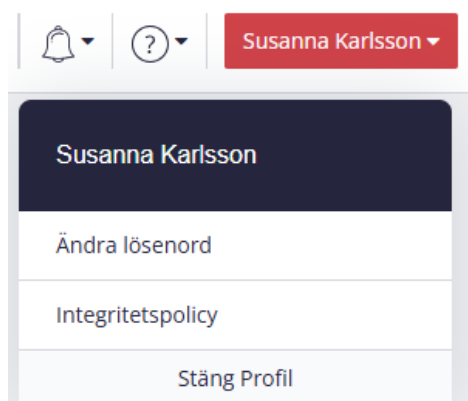 ?
Susanna Karlsson
Susanna Karlsson
Ändra lösenord
Integritetspolicy
Stäng Profil